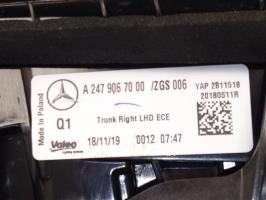 A 247 906 70 00 /ZGS 006
YAP 2811518
20180511R
Made in Poland
Q1
Trunk Right LHD ECE
Valeo
18/11/19
0012 07:47